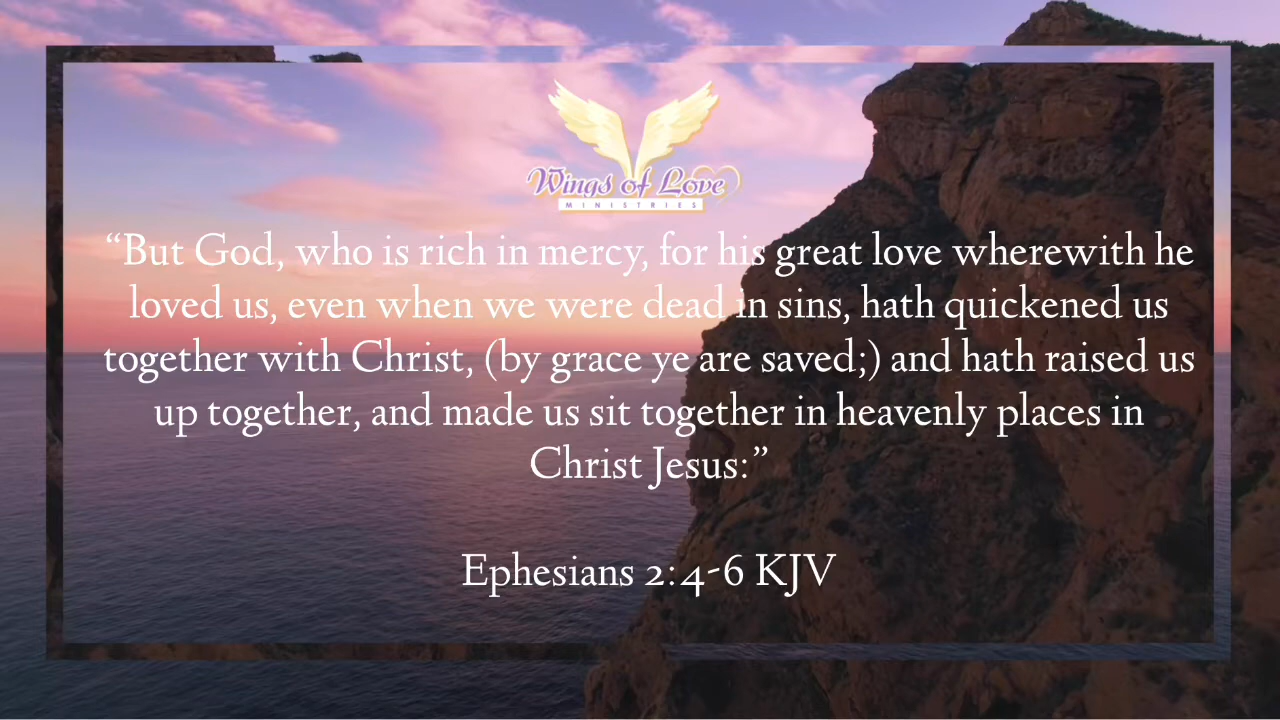 Wings of Love
MINISTRIES
“But God, who is rich in mercy, for his great love wherewith he
loved us, even when we were dead in sins, hath quickened us
together with Christ, (by grace ye are saved;) and hath raised us
up together, and made us sit together in heavenly places in
Christ Jesus:”
Ephesians 2:4-6 KJV